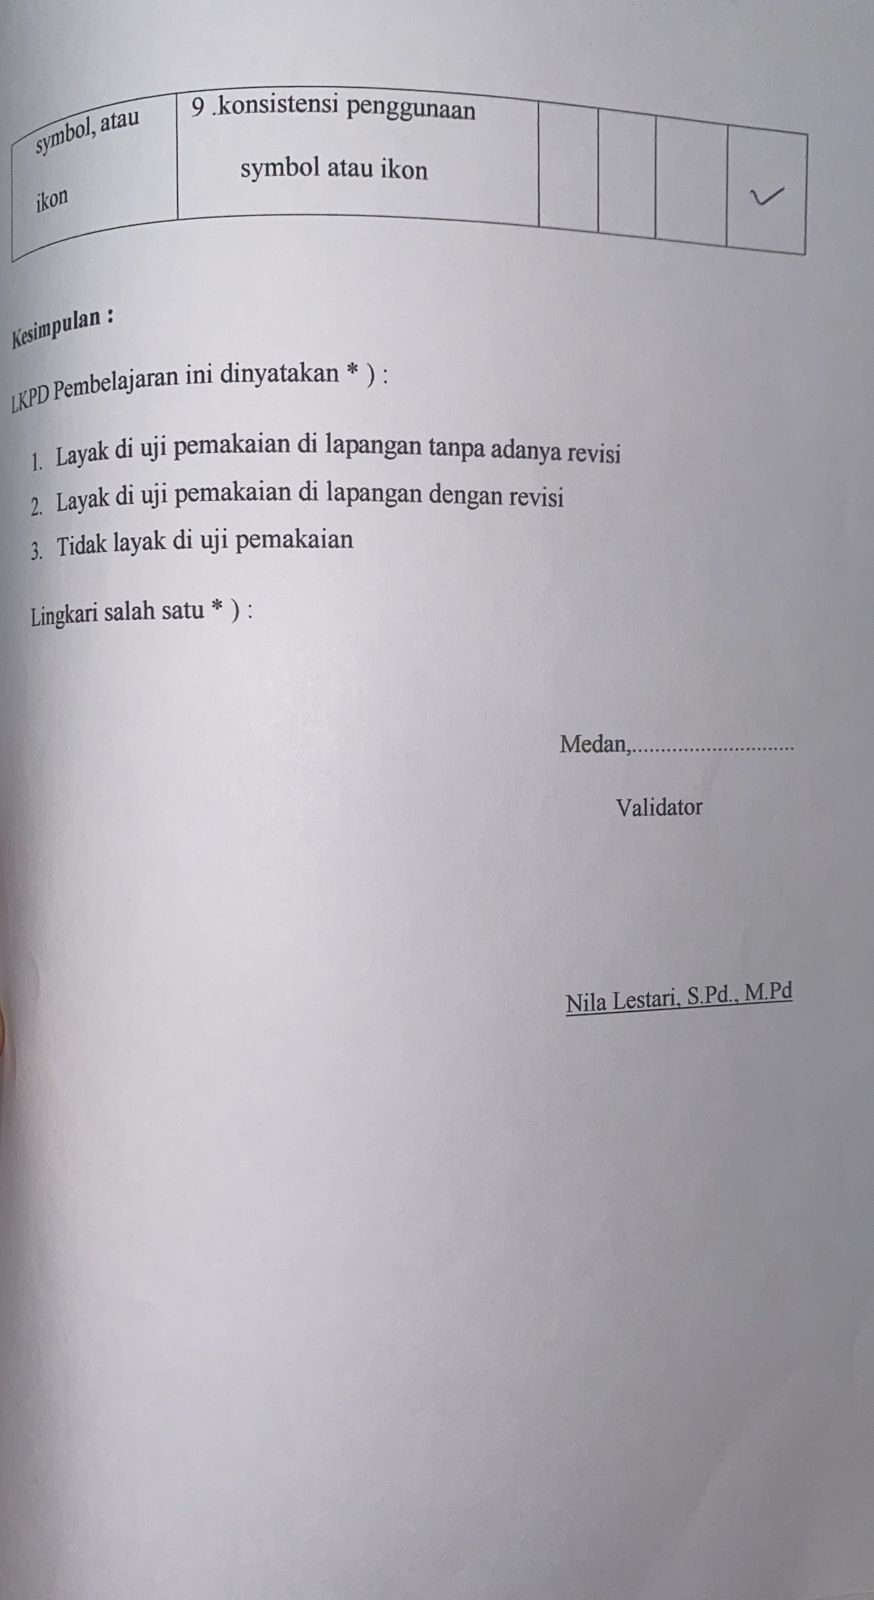 symbol, atau
ikon
9 .konsistensi penggunaan
symbol atau ikon
✓
Kesimpulan :
LKPD Pembelajaran ini dinyatakan * ) :
1. Layak di uji pemakaian di lapangan tanpa adanya revisi
2. Layak di uji pemakaian di lapangan dengan revisi
3. Tidak layak di uji pemakaian
Lingkari salah satu * ) :
Medan,............................
Validator
Nila Lestari, S.Pd., M.Pd